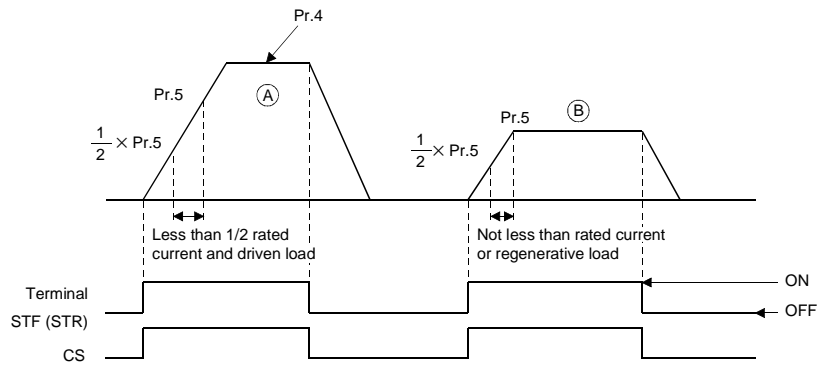 Pr.4
Pr.5
A
1/2 × Pr.5
Less than 1/2 rated
current and driven load
Pr.5
B
1/2 × Pr.5
Not less than rated current
or regenerative load
Terminal
STF (STR)
CS
ON
OFF